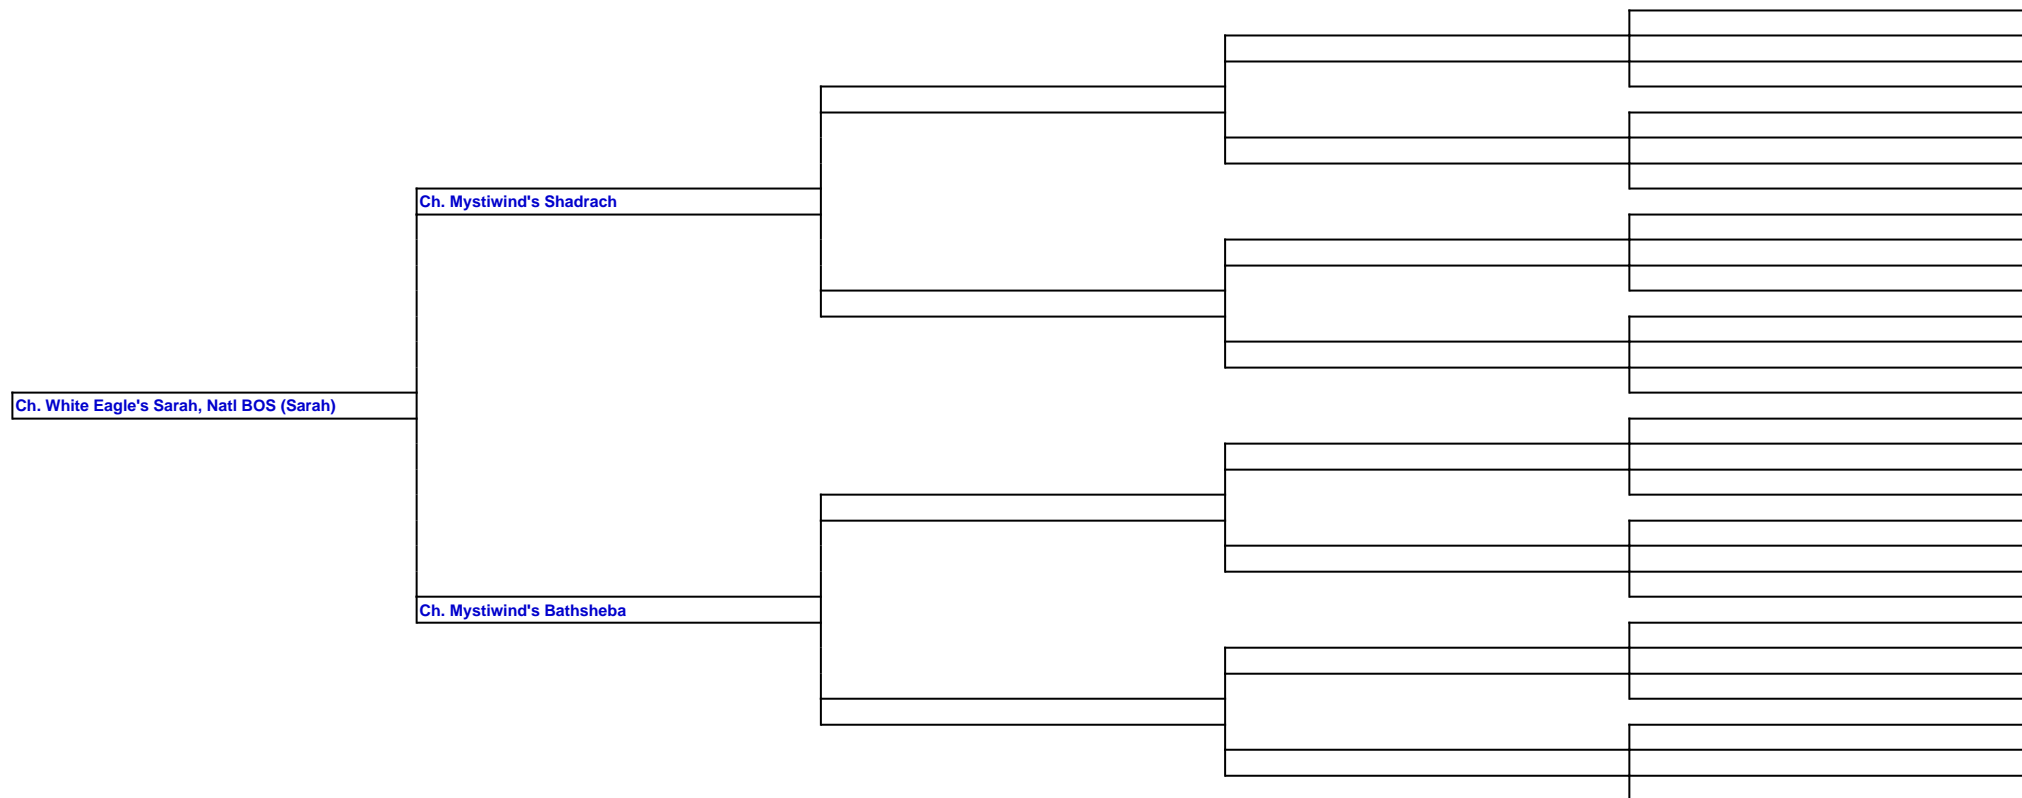 Ch. Mystiwind's Shadrach
Ch. White Eagle's Sarah, Natl BOS (Sarah)
Ch. Mystiwind's Bathsheba